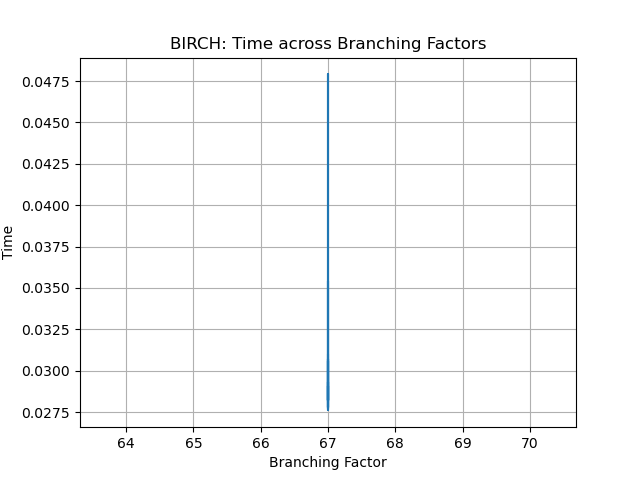 BIRCH: Time across Branching Factors
0.0475
0.0450
0.0425
0.0400
0.0375
0.0350
0.0325
0.0300
0.0275
Time
64 65 66 67 68 69 70
Branching Factor